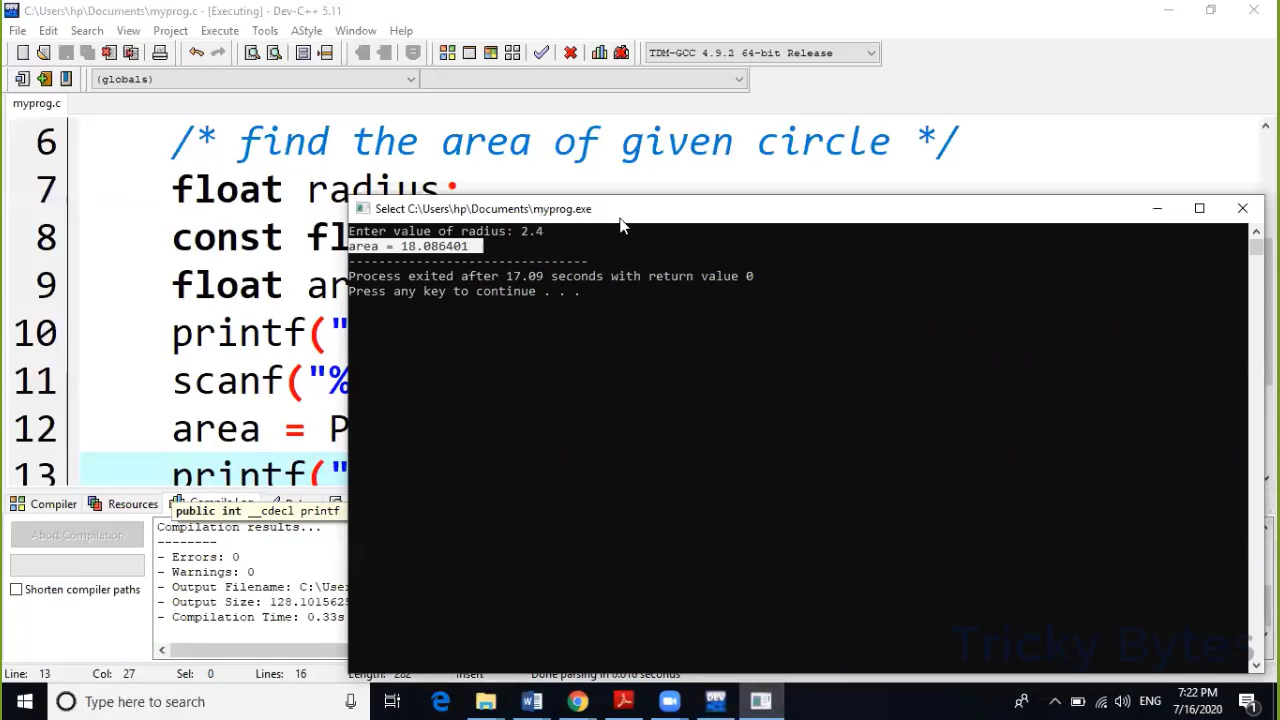 C:\Users\hp\Documents\myprog.c - [Executing] - Dev-C++ 5.11
File Edit Search View Project Execute Tools AStyle Window Help
TDM-GCC 4.9.2 64-bit Release
(globals)
myprog.c
6 /* find the area of given circle */
7 float radius;
8 const fl
9 float ar
10 printf("
11 scanf("%
12 area = P
13 printf("
Select C:\Users\hp\Documents\myprog.exe
Enter value of radius: 2.4
area = 18.086401
--------------------------------
Process exited after 17.09 seconds with return value 0
Press any key to continue . . .
Compiler Resources Compile Log
public int __cdecl printf
Abort Compilation
Shorten compiler paths
Compilation results...
--------
- Errors: 0
- Warnings: 0
- Output Filename: C:\User
- Output Size: 128.1015625
- Compilation Time: 0.33s
Tricky Bytes
Line: 13 Col: 27 Sel: 0 Lines: 16 Length: 282 Insert Done parsing in 0.016 seconds
Type here to search
W
DEV
ENG
7:22 PM
7/16/2020
1